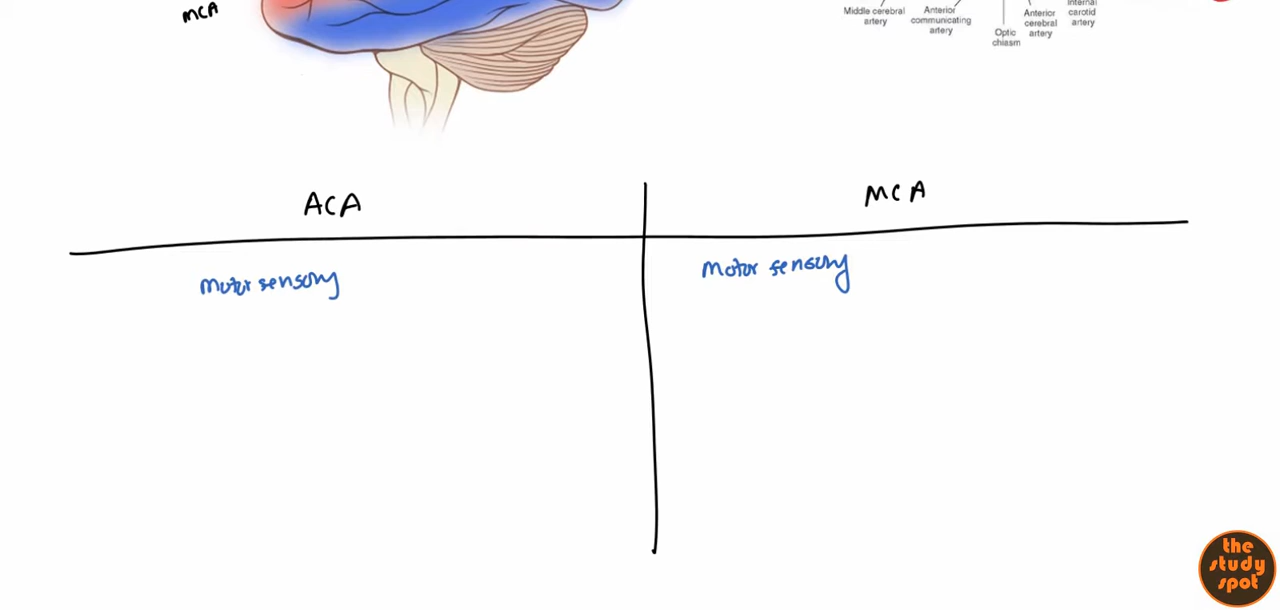 MCA
Middle cerebral
artery
Anterior
communicating
artery
Optic
chiasm
Anterior
cerebral
artery
Internal
carotid
artery
ACA
MCA
Motor sensory
Motor sensory
the
study
spot